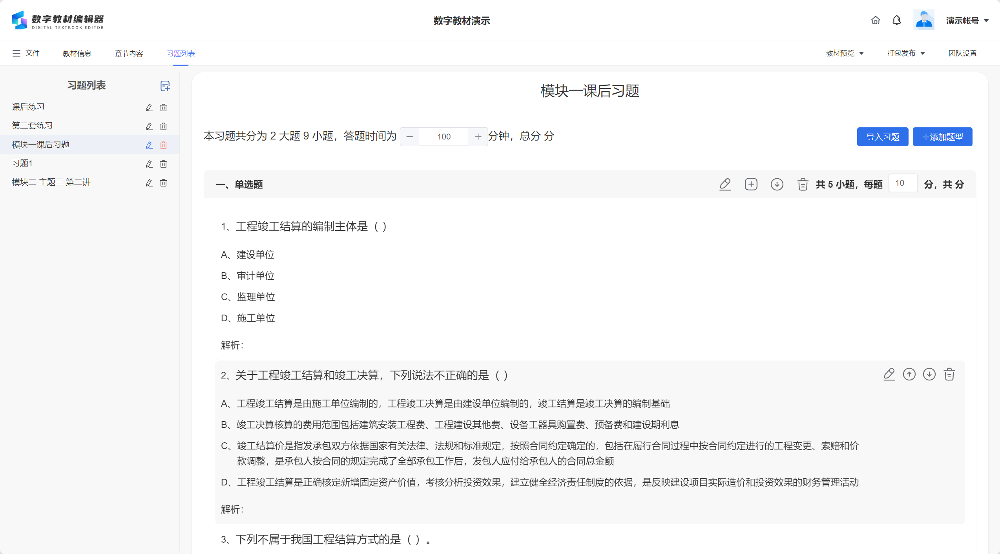 数字教材编辑器
DIGITAL TEXTBOOK EDITOR
数字教材演示
演示帐号
文件
教材信息
章节内容
习题列表
教材预览
打包发布
团队设置
习题列表
课后练习
第二套练习
模块一课后习题
习题1
模块二 主题三 第二讲
模块一课后习题
本习题共分为 2 大题 9 小题，答题时间为 － 100 ＋ 分钟，总分 分
导入习题
＋添加题型
一、单选题
共 5 小题，每题 10 分，共 分
1、工程竣工结算的编制主体是（ ）
A、建设单位
B、审计单位
C、监理单位
D、施工单位
解析：
2、关于工程竣工结算和竣工决算，下列说法不正确的是（ ）
A、工程竣工结算是由施工单位编制的，工程竣工决算是由建设单位编制的，竣工结算是竣工决算的编制基础
B、竣工决算核算的费用范围包括建筑安装工程费、工程建设其他费、设备工器具购置费、预备费和建设期利息
C、竣工结算价是指发承包双方依据国家有关法律、法规和标准规定，按照合同约定确定的，包括在履行合同过程中按合同约定进行的工程变更、索赔和价
款调整，是承包人按合同的规定完成了全部承包工作后，发包人应付给承包人的合同总金额
D、工程竣工结算是正确核定新增固定资产价值，考核分析投资效果，建立健全经济责任制度的依据，是反映建设项目实际造价和投资效果的财务管理活动
解析：
3、下列不属于我国工程结算方式的是（ ）。